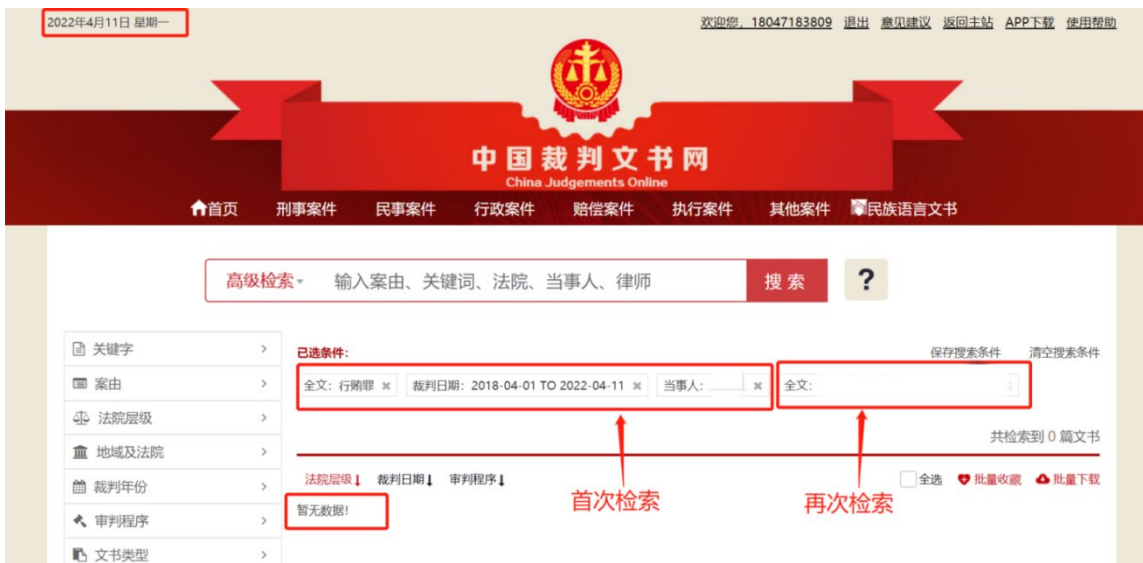 2022年4月11日 星期一
欢迎您，18047183809 退出 意见建议 返回主站 APP下载 使用帮助
中国裁判文书网
China Judgements Online
首页 刑事案件 民事案件 行政案件 赔偿案件 执行案件 其他案件 民族语言文书
高级检索 输入案由、关键词、法院、当事人、律师 搜索 ?
关键字
案由
法院层级
地域及法院
裁判年份
审判程序
文书类型
已选条件：
保存搜索条件 清空搜索条件
全文：行贿罪 × 裁判日期：2018-04-01 TO 2022-04-11 × 当事人： × 全文：
共检索到 0 篇文书
法院层级↓ 裁判日期↓ 审判程序↓
全选 批量收藏 批量下载
暂无数据!
首次检索
再次检索